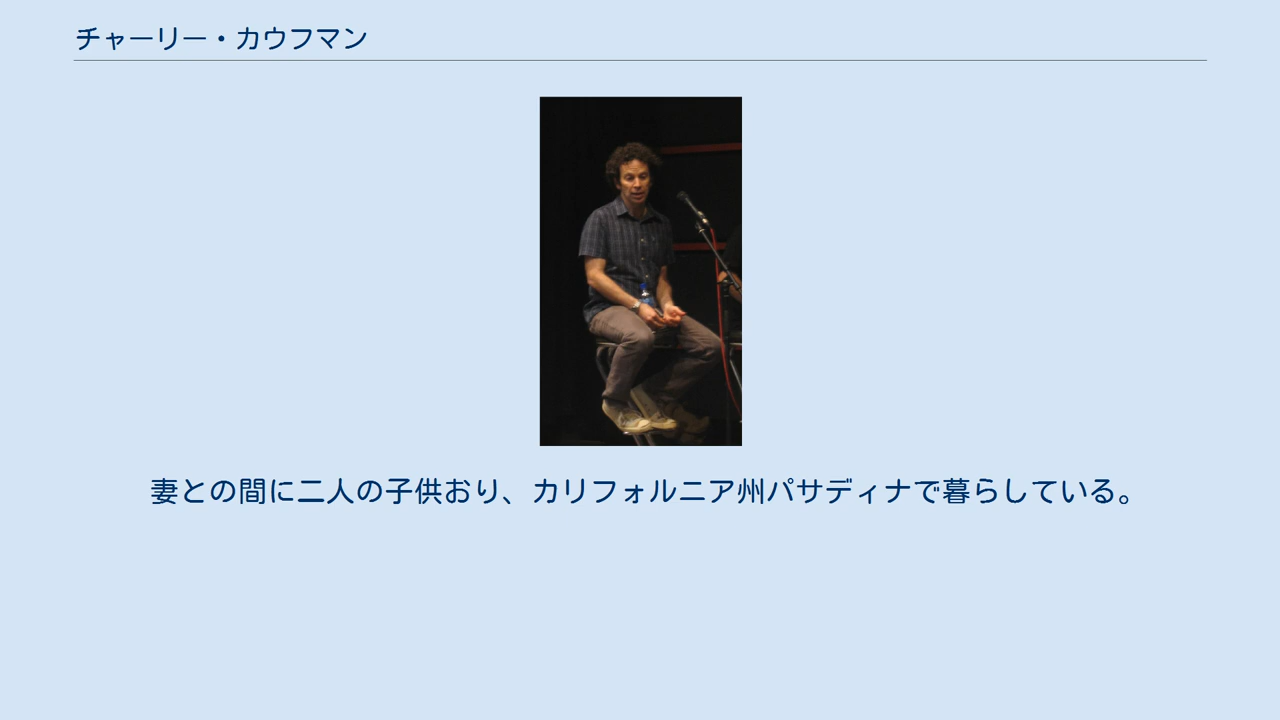 チャーリー・カウフマン
妻との間に二人の子供おり、カリフォルニア州パサディナで暮らしている。